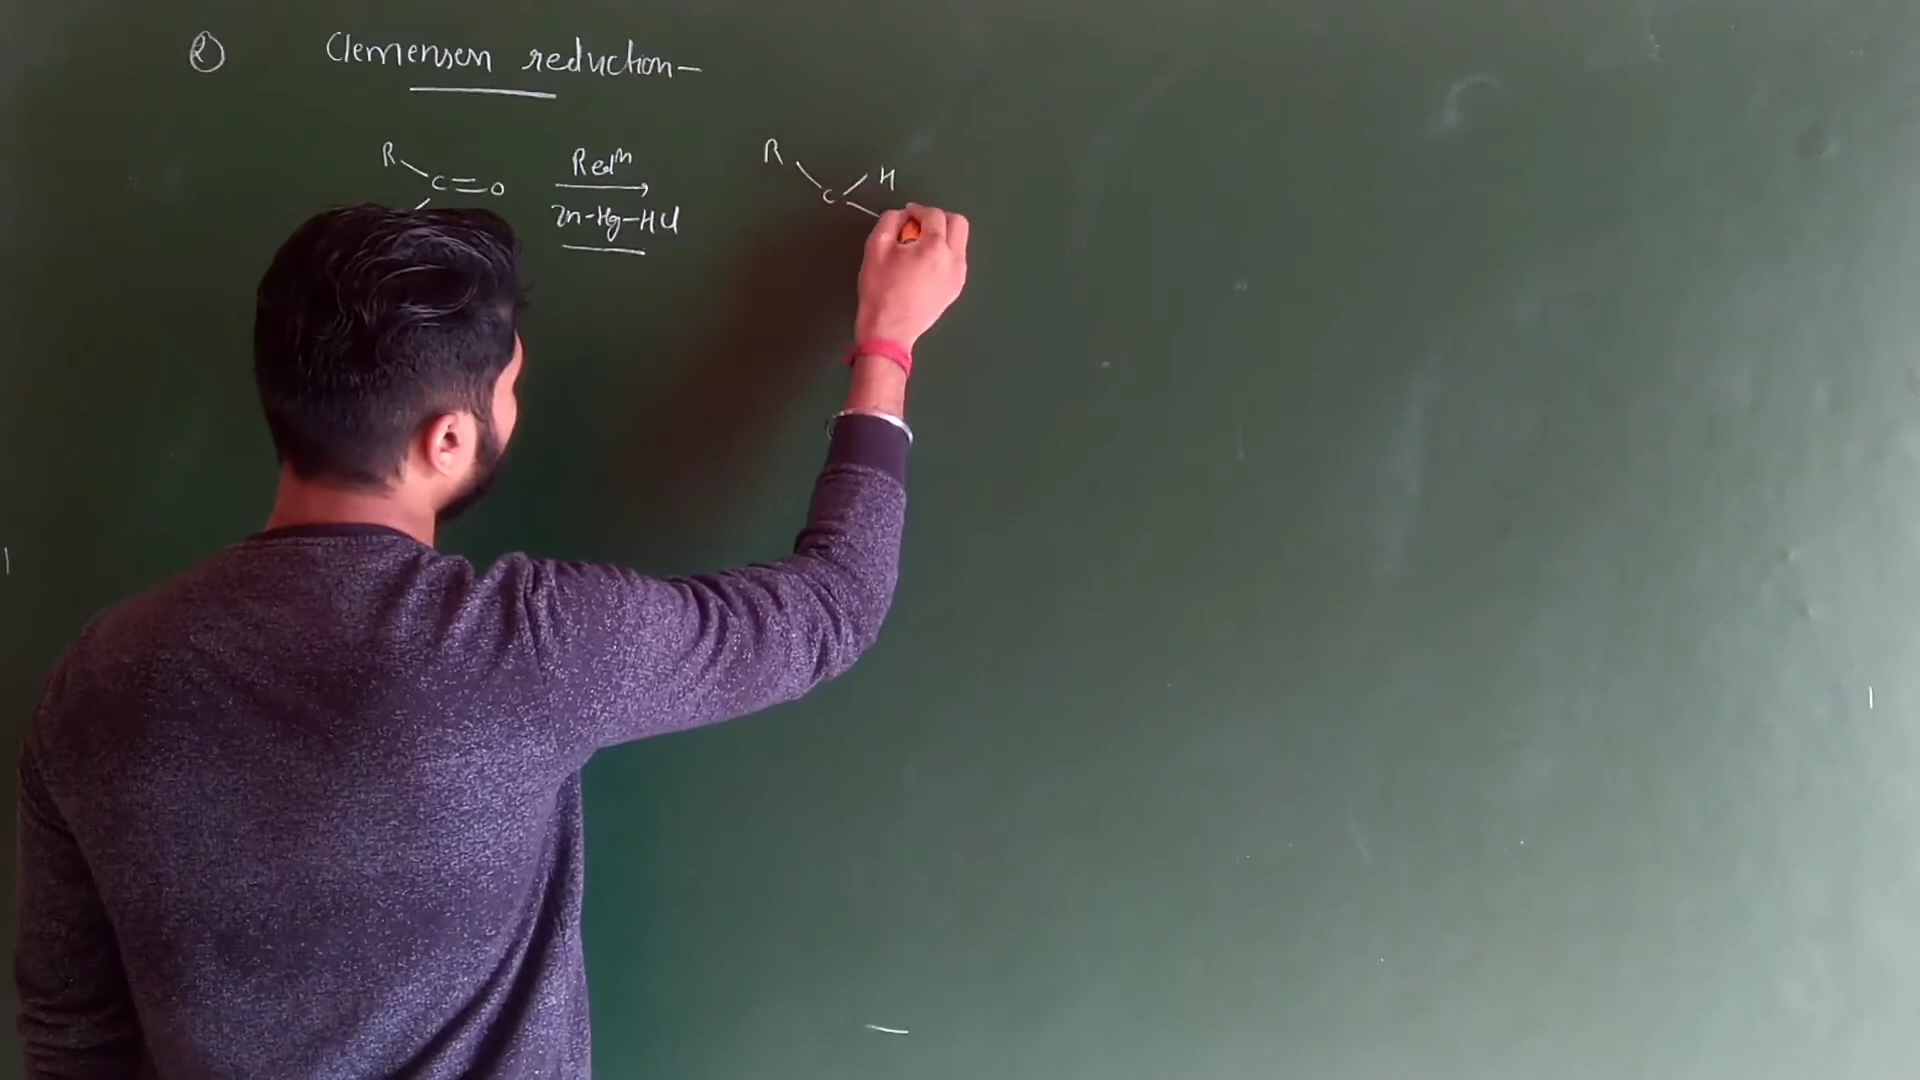 ② Clemensen reduction-
R R
C=O Redⁿ C H
Zn-Hg-HCl